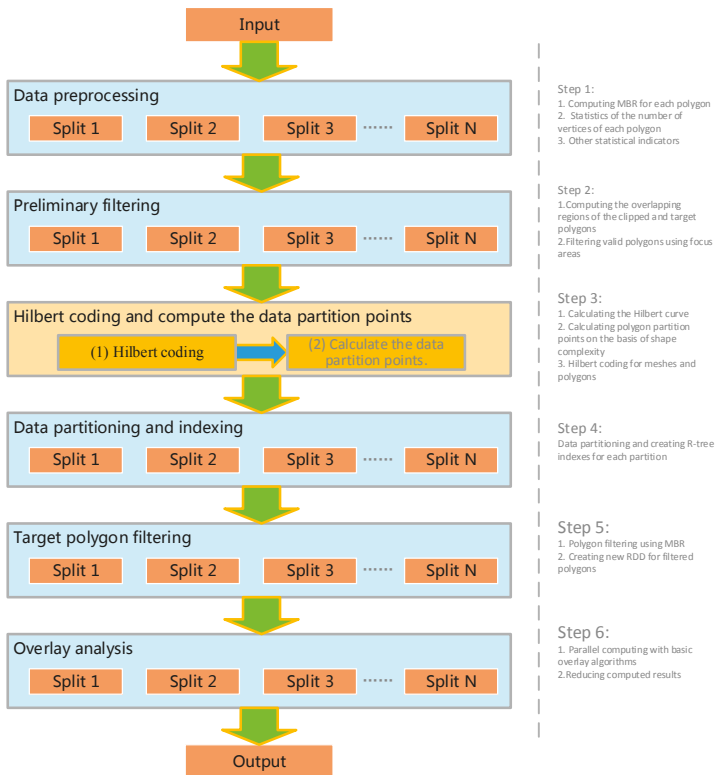 Input
Data preprocessing
Split 1 Split 2 Split 3 ...... Split N
Step 1:
1. Computing MBR for each polygon
2. Statistics of the number of
vertices of each polygon
3. Other statistical indicators
Preliminary filtering
Split 1 Split 2 Split 3 ...... Split N
Step 2:
1.Computing the overlapping
regions of the clipped and target
polygons
2.Filtering valid polygons using focus
areas
Hilbert coding and compute the data partition points
(1) Hilbert coding
(2) Calculate the data
partition points.
Step 3:
1. Calculating the Hilbert curve
2. Calculating polygon partition
points on the basis of shape
complexity
3. Hilbert coding for meshes and
polygons
Data partitioning and indexing
Split 1 Split 2 Split 3 ...... Split N
Step 4:
Data partitioning and creating R-tree
indexes for each partition
Target polygon filtering
Split 1 Split 2 Split 3 ...... Split N
Step 5:
1. Polygon filtering using MBR
2. Creating new RDD for filtered
polygons
Overlay analysis
Split 1 Split 2 Split 3 ...... Split N
Step 6:
1. Parallel computing with basic
overlay algorithms
2.Reducing computed results
Output